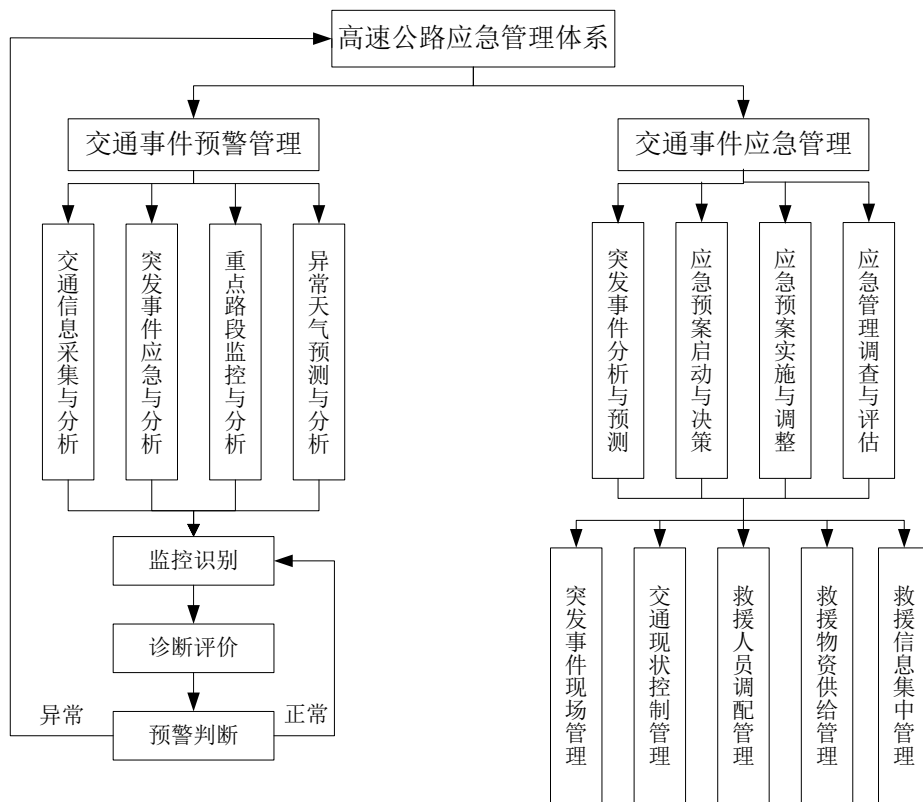 高速公路应急管理体系
交通事件预警管理
交通事件应急管理
交通信息采集与分析
突发事件应急与分析
重点路段监控与分析
异常天气预测与分析
突发事件分析与预测
应急预案启动与决策
应急预案实施与调整
应急管理调查与评估
监控识别
诊断评价
异常
预警判断
正常
突发事件现场管理
交通现状控制管理
救援人员调配管理
救援物资供给管理
救援信息集中管理